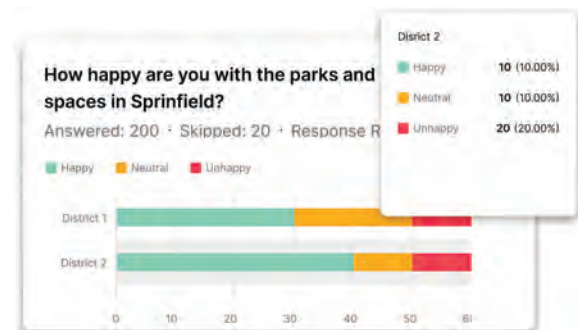 How happy are you with the parks and
spaces in Sprinfield?
Answered: 200 · Skipped: 20 · Response R
Happy Neutral Unhappy
District 1
District 2
0 10 20 30 40 50 6
Disrict 2
Happy 10 (10.00%)
Neutral 10 (10.00%)
Unhappy 20 (20.00%)